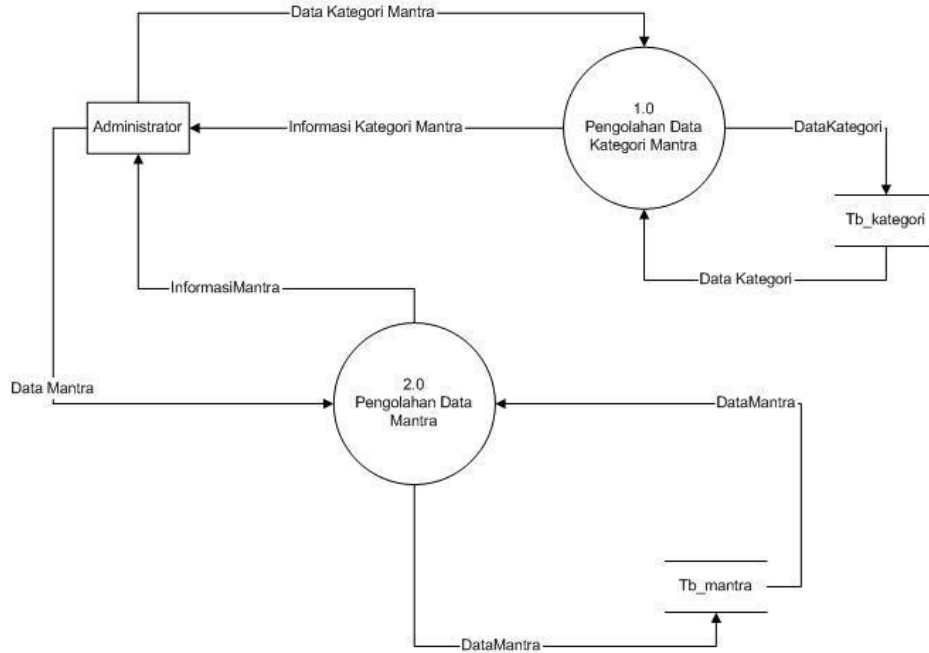 Data Kategori Mantra
1.0
Pengolahan Data
Kategori Mantra
Administrator
Informasi Kategori Mantra
DataKategori
Tb_kategori
Data Kategori
InformasiMantra
2.0
Pengolahan Data
Mantra
Data Mantra
DataMantra
Tb_mantra
DataMantra